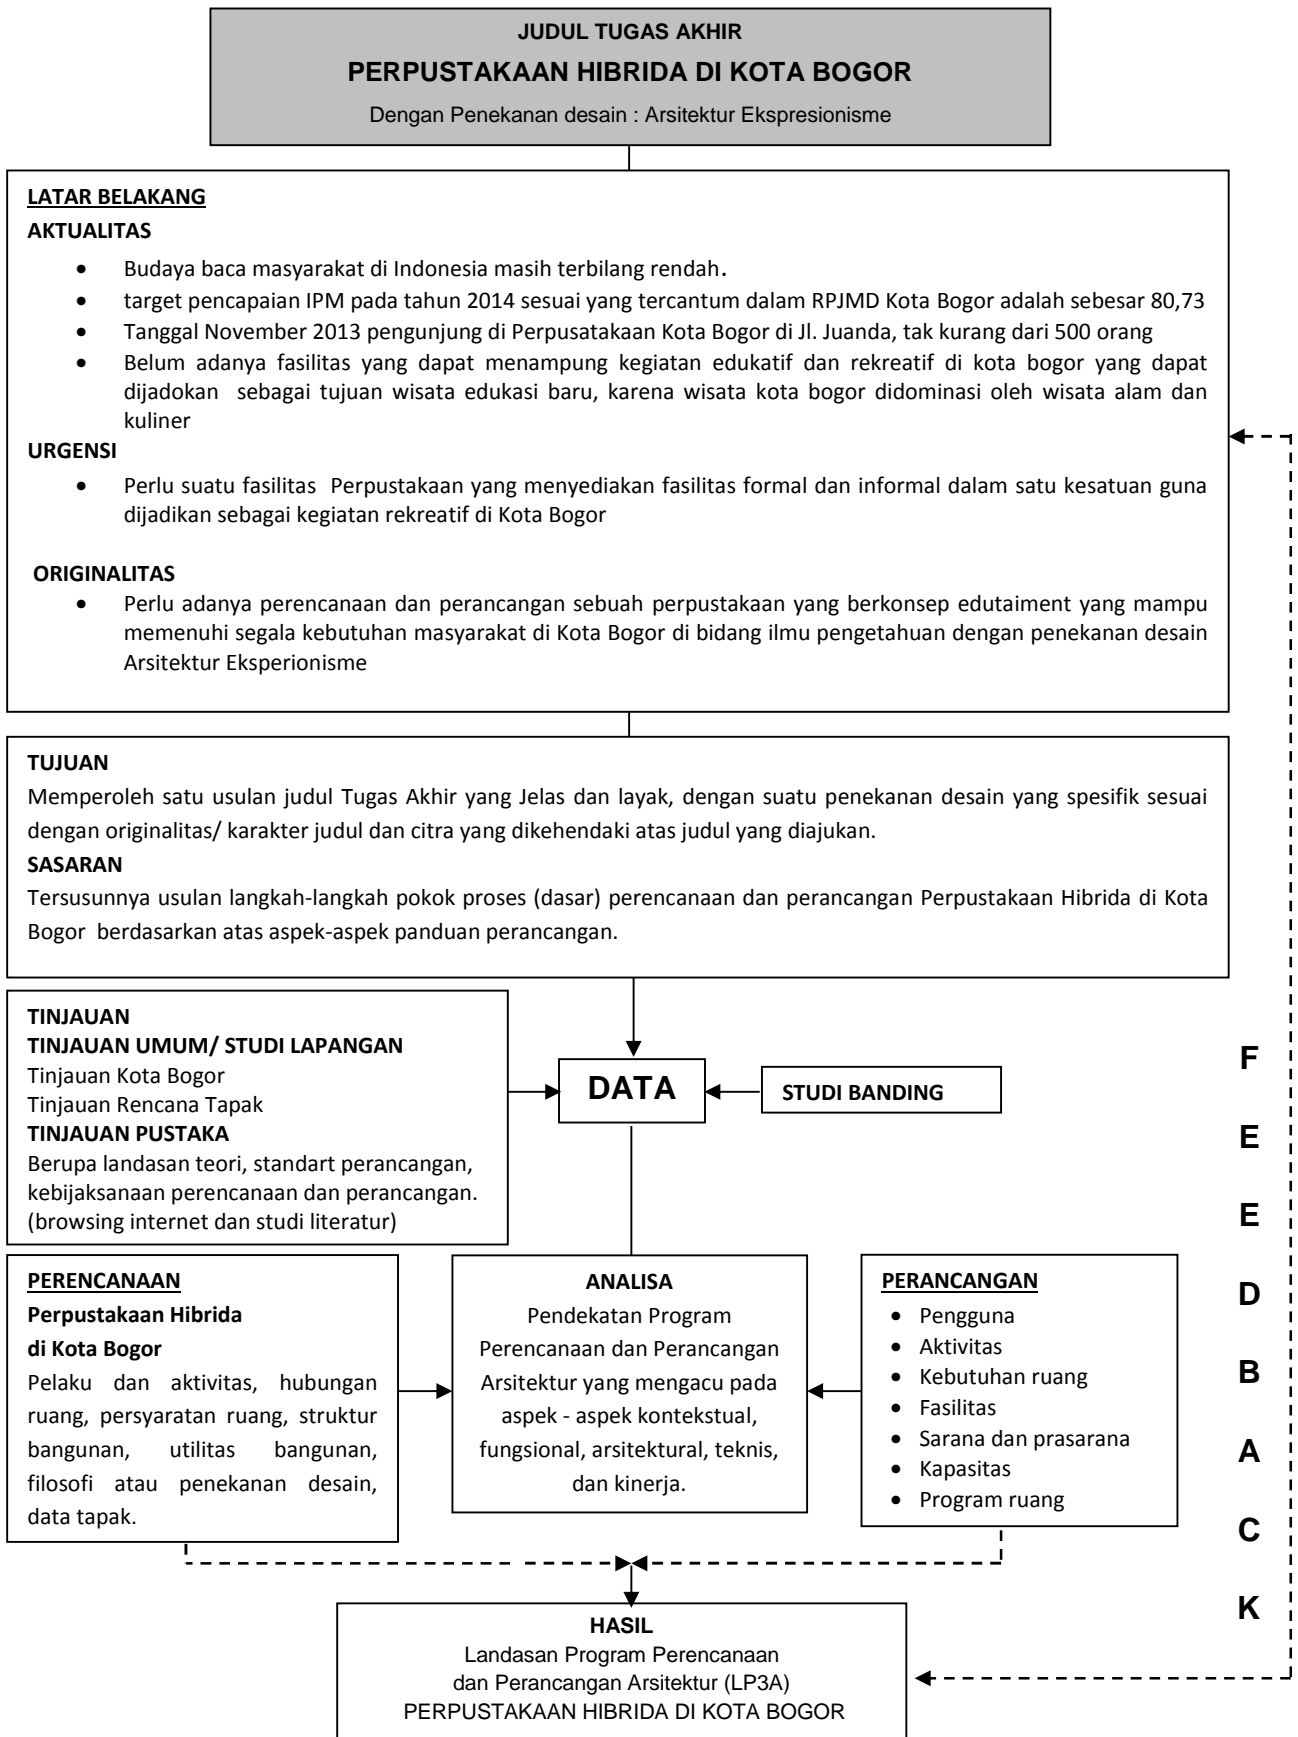 JUDUL TUGAS AKHIR
PERPUSTAKAAN HIBRIDA DI KOTA BOGOR
Dengan Penekanan desain : Arsitektur Ekspresionisme
LATAR BELAKANG
AKTUALITAS
• Budaya baca masyarakat di Indonesia masih terbilang rendah.
• target pencapaian IPM pada tahun 2014 sesuai yang tercantum dalam RPJMD Kota Bogor adalah sebesar 80,73
• Tanggal November 2013 pengunjung di Perpusatakaan Kota Bogor di Jl. Juanda, tak kurang dari 500 orang
• Belum adanya fasilitas yang dapat menampung kegiatan edukatif dan rekreatif di kota bogor yang dapat
dijadokan sebagai tujuan wisata edukasi baru, karena wisata kota bogor didominasi oleh wisata alam dan
kuliner
URGENSI
• Perlu suatu fasilitas Perpustakaan yang menyediakan fasilitas formal dan informal dalam satu kesatuan guna
dijadikan sebagai kegiatan rekreatif di Kota Bogor
ORIGINALITAS
• Perlu adanya perencanaan dan perancangan sebuah perpustakaan yang berkonsep edutaiment yang mampu
memenuhi segala kebutuhan masyarakat di Kota Bogor di bidang ilmu pengetahuan dengan penekanan desain
Arsitektur Eksperionisme
TUJUAN
Memperoleh satu usulan judul Tugas Akhir yang Jelas dan layak, dengan suatu penekanan desain yang spesifik sesuai
dengan originalitas/ karakter judul dan citra yang dikehendaki atas judul yang diajukan.
SASARAN
Tersusunnya usulan langkah-langkah pokok proses (dasar) perencanaan dan perancangan Perpustakaan Hibrida di Kota
Bogor berdasarkan atas aspek-aspek panduan perancangan.
TINJAUAN
TINJAUAN UMUM/ STUDI LAPANGAN
Tinjauan Kota Bogor
Tinjauan Rencana Tapak
TINJAUAN PUSTAKA
Berupa landasan teori, standart perancangan,
kebijaksanaan perencanaan dan perancangan.
(browsing internet dan studi literatur)
DATA
STUDI BANDING
PERENCANAAN
Perpustakaan Hibrida
di Kota Bogor
Pelaku dan aktivitas, hubungan
ruang, persyaratan ruang, struktur
bangunan, utilitas bangunan,
filosofi atau penekanan desain,
data tapak.
ANALISA
Pendekatan Program
Perencanaan dan Perancangan
Arsitektur yang mengacu pada
aspek - aspek kontekstual,
fungsional, arsitektural, teknis,
dan kinerja.
PERANCANGAN
• Pengguna
• Aktivitas
• Kebutuhan ruang
• Fasilitas
• Sarana dan prasarana
• Kapasitas
• Program ruang
F
E
E
D
B
A
C
K
HASIL
Landasan Program Perencanaan
dan Perancangan Arsitektur (LP3A)
PERPUSTAKAAN HIBRIDA DI KOTA BOGOR